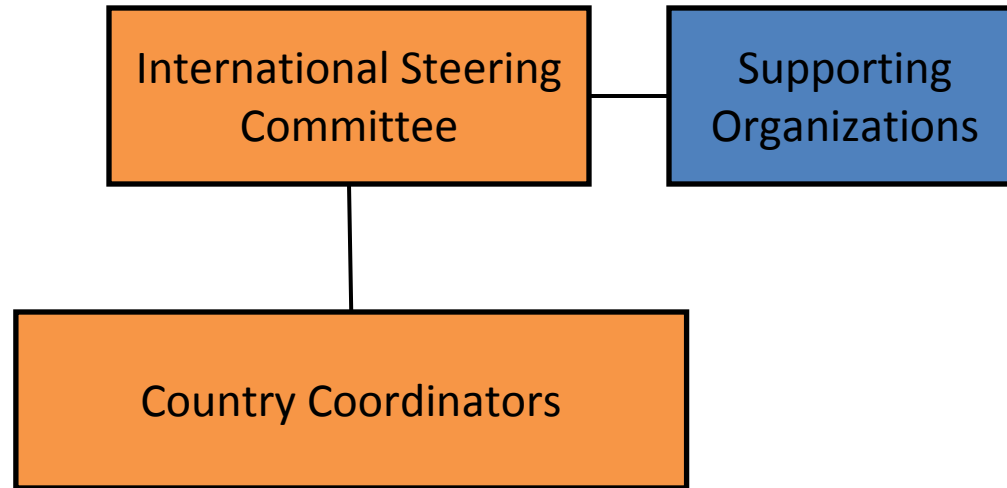 International Steering
Committee
Supporting
Organizations
Country Coordinators